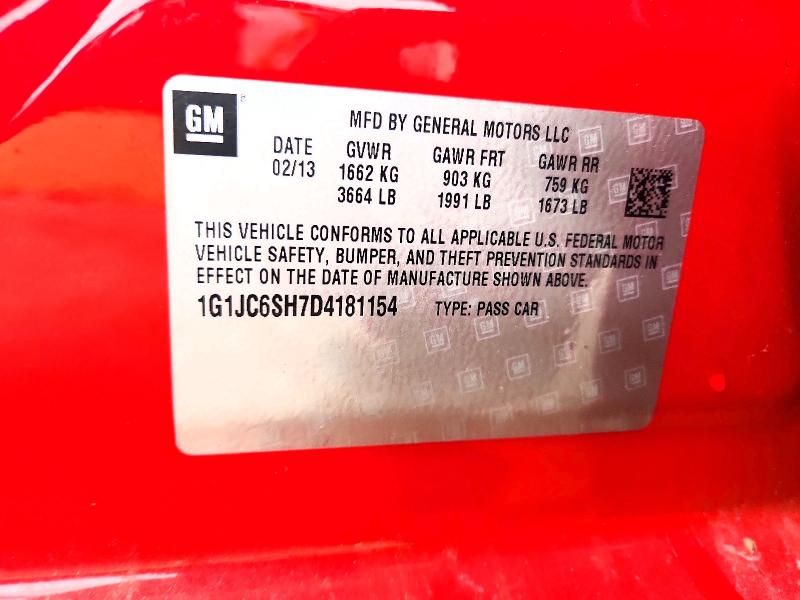 GM
MFD BY GENERAL MOTORS LLC
DATE GVWR GAWR FRT GAWR RR
02/13 1662 KG 903 KG 759 KG
3664 LB 1991 LB 1673 LB
THIS VEHICLE CONFORMS TO ALL APPLICABLE U.S. FEDERAL MOTOR
VEHICLE SAFETY, BUMPER, AND THEFT PREVENTION STANDARDS IN
EFFECT ON THE DATE OF MANUFACTURE SHOWN ABOVE.
1G1JC6SH7D4181154 TYPE: PASS CAR